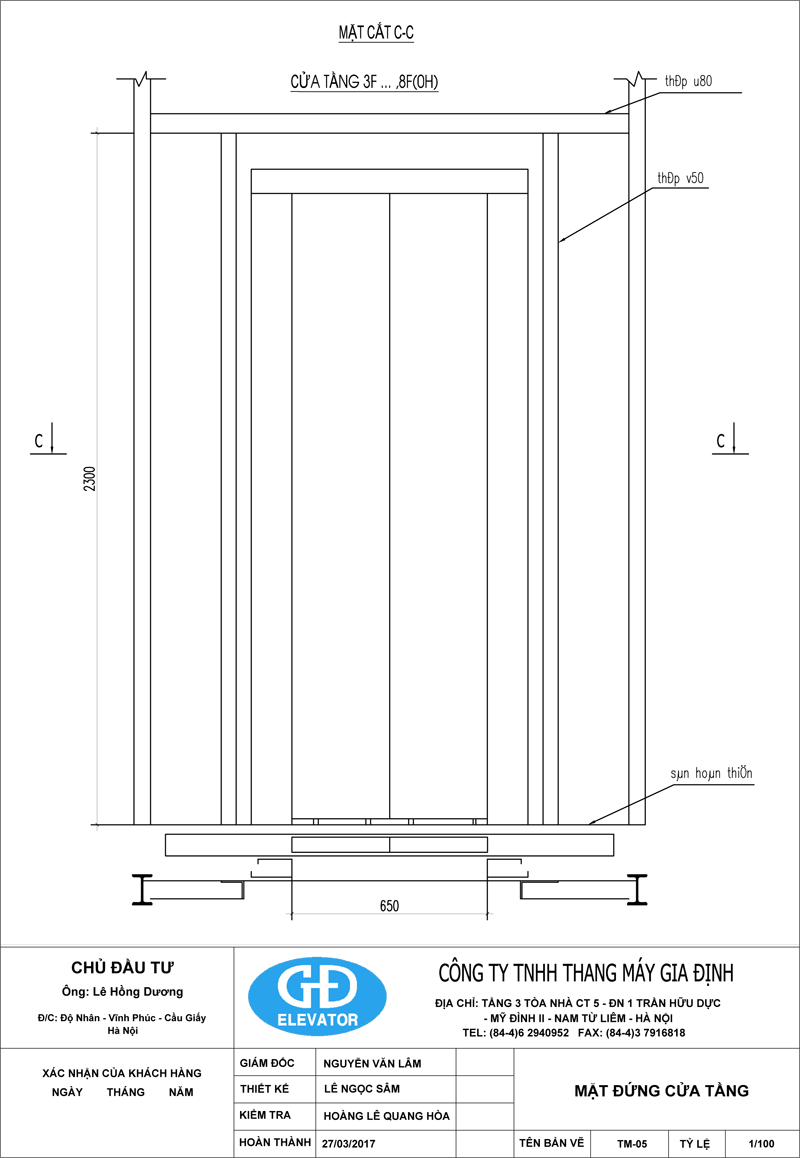 MẶT CẮT C-C
CỬA TẦNG 3F ... ,8F(OH)
thÐp u80
thÐp v50
C
C
2300
sµn hoµn thiÖn
650
CHỦ ĐẦU TƯ
Ông: Lê Hồng Dương
Đ/C: Độ Nhân - Vĩnh Phúc - Cầu Giấy
Hà Nội
GĐ
ELEVATOR
CÔNG TY TNHH THANG MÁY GIA ĐỊNH
ĐỊA CHỈ: TẦNG 3 TÒA NHÀ CT 5 - ĐN 1 TRẦN HỮU DỰC
- MỸ ĐÌNH II - NAM TỪ LIÊM - HÀ NỘI
TEL: (84-4)6 2940952 FAX: (84-4)3 7916818
XÁC NHẬN CỦA KHÁCH HÀNG
NGÀY THÁNG NĂM
GIÁM ĐỐC NGUYỄN VĂN LÂM
THIẾT KẾ LÊ NGỌC SÂM
KIỂM TRA HOÀNG LÊ QUANG HÒA
HOÀN THÀNH 27/03/2017
MẶT ĐỨNG CỬA TẦNG
TÊN BẢN VẼ TM-05 TỶ LỆ 1/100